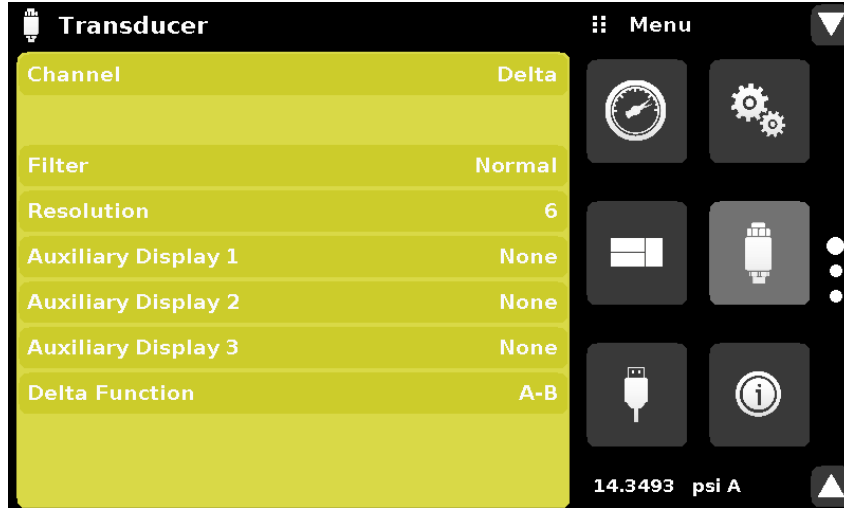 Transducer
Channel Delta
Filter Normal
Resolution 6
Auxiliary Display 1 None
Auxiliary Display 2 None
Auxiliary Display 3 None
Delta Function A-B
Menu
14.3493 psi A